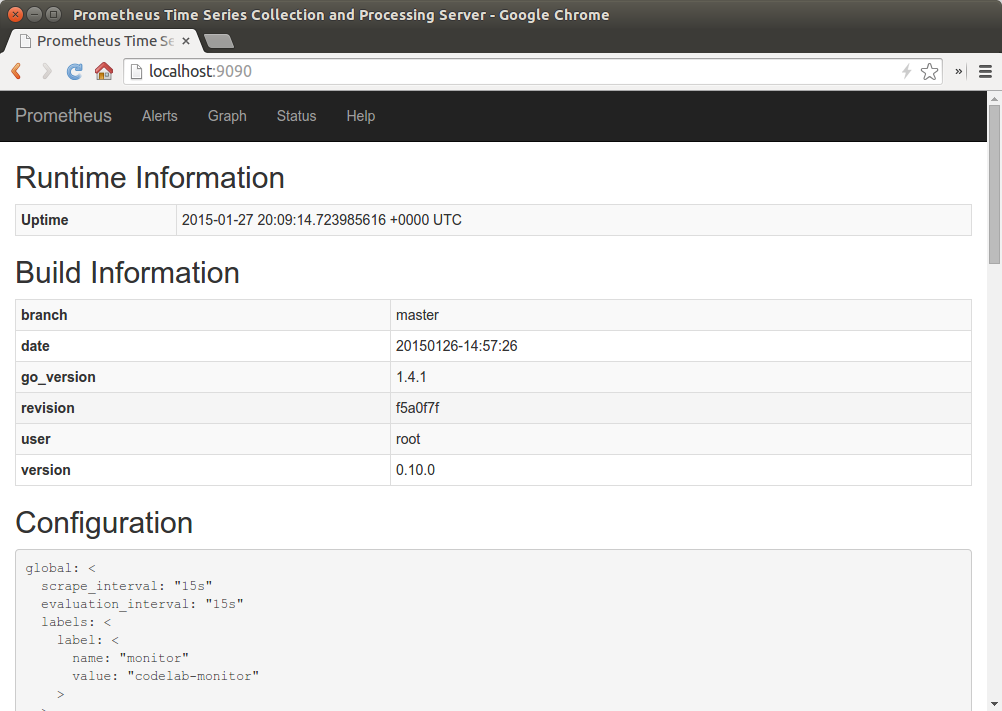 Prometheus Time Series Collection and Processing Server - Google Chrome
Prometheus Time Se
localhost:9090
Prometheus Alerts Graph Status Help
Runtime Information
Uptime 2015-01-27 20:09:14.723985616 +0000 UTC
Build Information
branch master
date 20150126-14:57:26
go_version 1.4.1
revision f5a0f7f
user root
version 0.10.0
Configuration
global: <
  scrape_interval: "15s"
  evaluation_interval: "15s"
  labels: <
    label: <
      name: "monitor"
      value: "codelab-monitor"
    >
  >